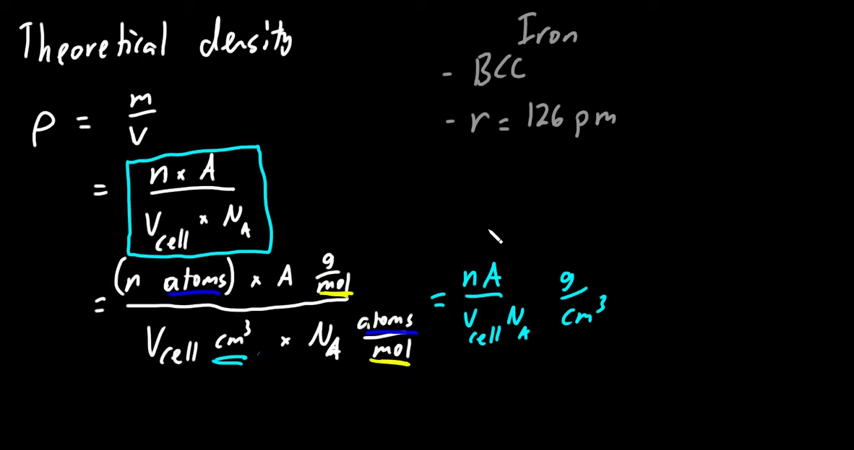 Theoretical density
Iron
- BCC
- r = 126 pm
ρ = m/V
= n × A / V_cell × N_A
= (n atoms) × A g/mol / V_cell cm³ × N_A atoms/mol = nA / V_cell N_A g/cm³